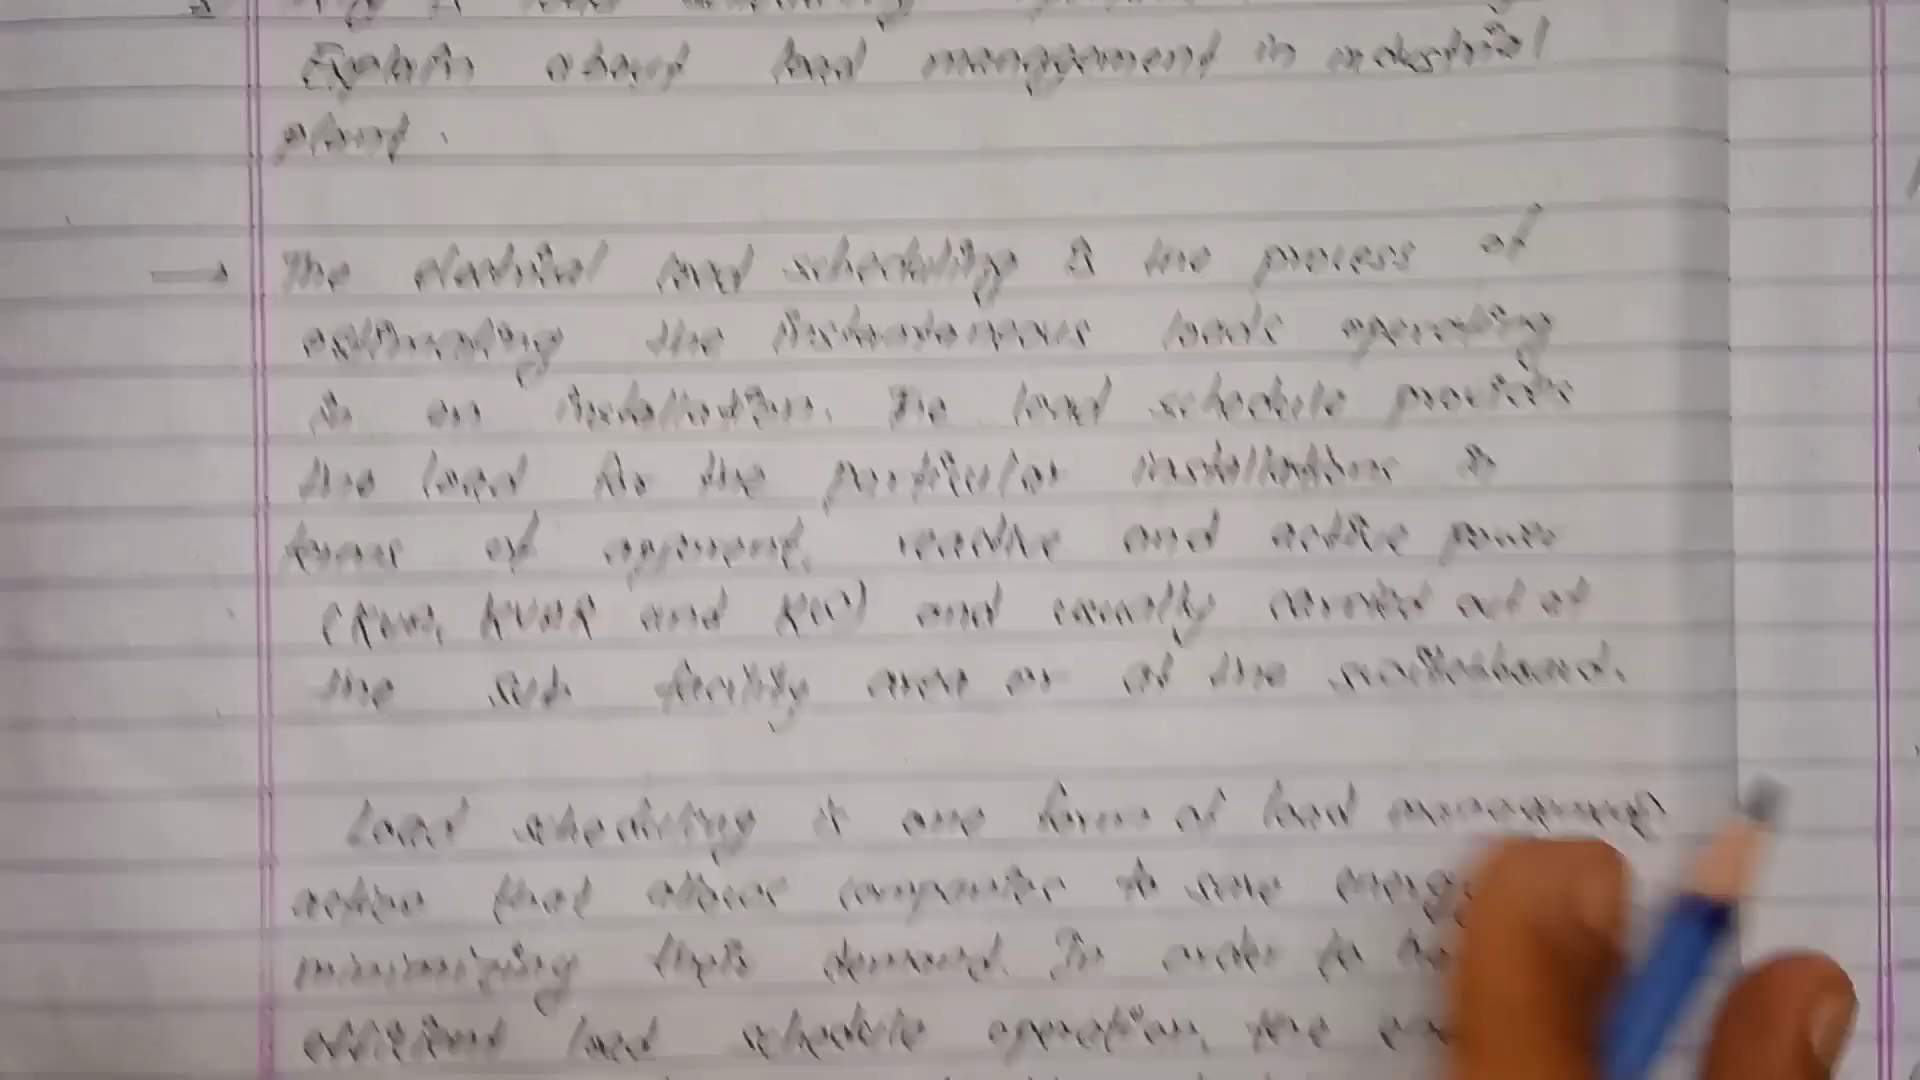 Explain about load management in industrial
plant.
The electrical load scheduling is the process of
estimating the instantaneous loads operating
in an installation. The load schedule provides
the load for the particular installation in
terms of apparent, reactive and active power
(KVA, KVAR and KW) and usually carried out at
the sub facility area or at the switchboard.
Load scheduling is one form of load management
action that allows companies to save energy
minimizing their demand. In order to
efficient load schedule operation, the